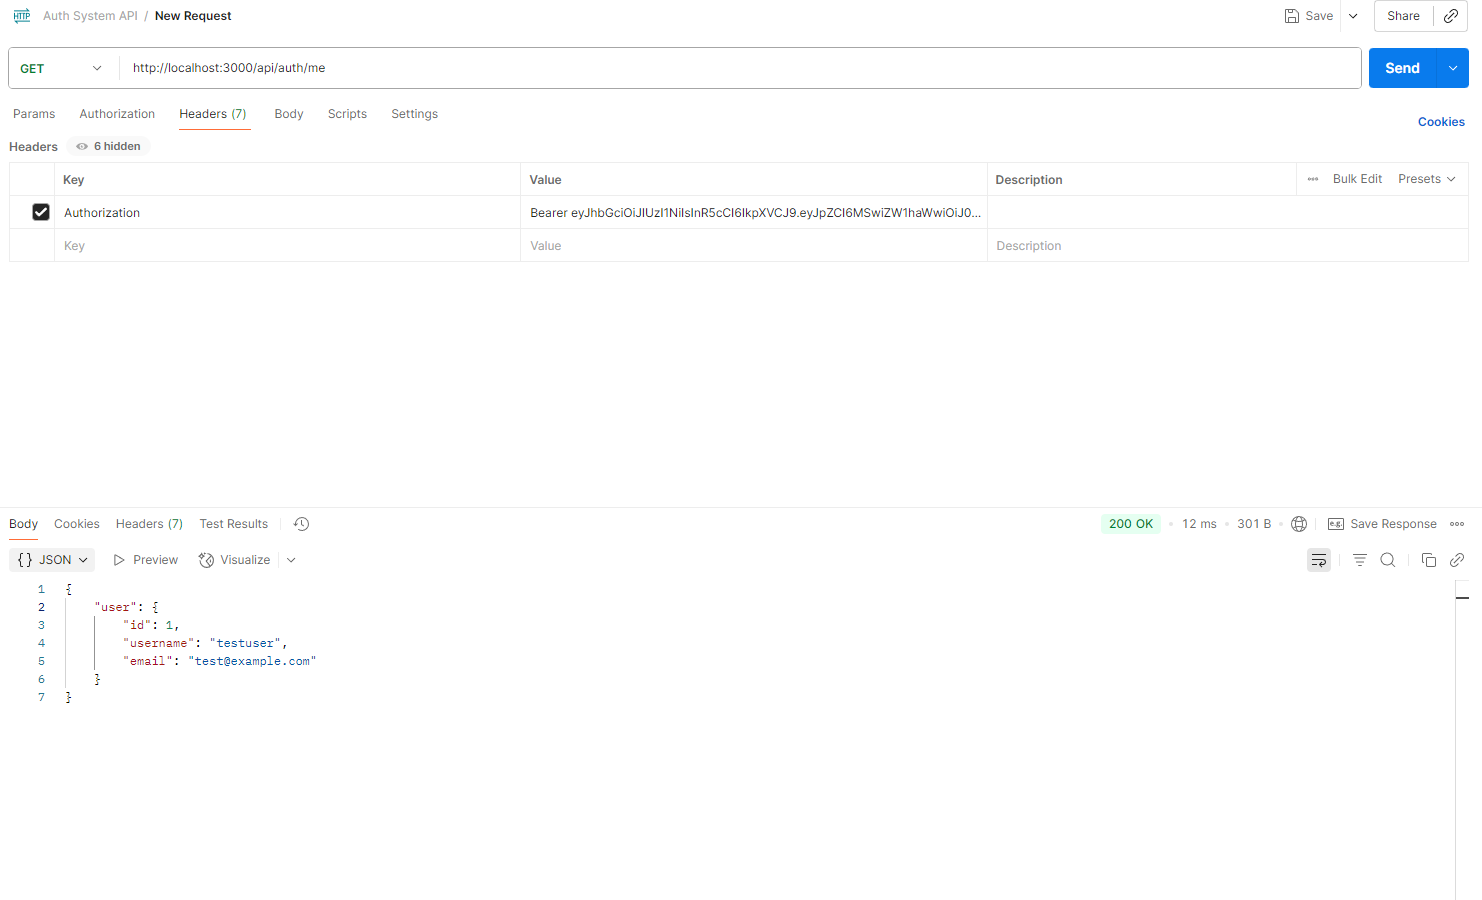 HTTP Auth System API / New Request Save Share
GET http://localhost:3000/api/auth/me Send
Params Authorization Headers (7) Body Scripts Settings Cookies
Headers 6 hidden
Key Value Description Bulk Edit Presets
Authorization Bearer eyJhbGciOiJIUzI1NiIsInR5cCI6IkpXVCJ9.eyJpZCI6MSwiZW1haWwiOiJ0...
Key Value Description
Body Cookies Headers (7) Test Results 200 OK 12 ms 301 B e.g. Save Response
{} JSON Preview Visualize
1 {
2 "user": {
3 "id": 1,
4 "username": "testuser",
5 "email": "test@example.com"
6 }
7 }